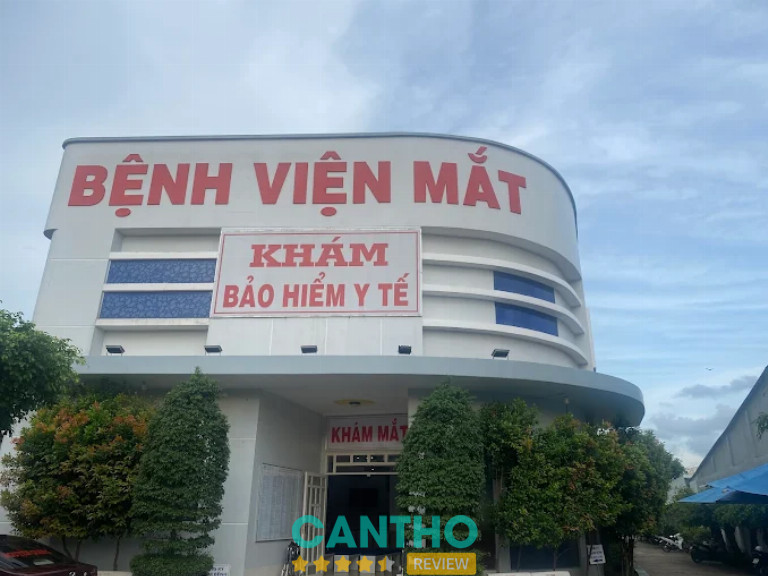 BỆNH VIỆN MẮT
KHÁM
BẢO HIỂM Y TẾ
KHÁM MẮT
CANTHO
REVIEW